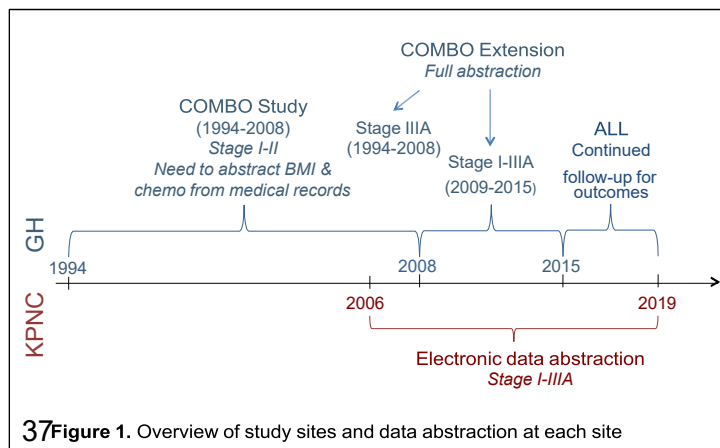 COMBO Extension
Full abstraction
COMBO Study
(1994-2008)
Stage I-II
Need to abstract BMI &
chemo from medical records
Stage IIIA
(1994-2008)
Stage I-IIIA
(2009-2015)
ALL
Continued
follow-up for
outcomes
GH
1994
2008
2015
KPNC
2006
2019
Electronic data abstraction
Stage I-IIIA
37Figure 1. Overview of study sites and data abstraction at each site